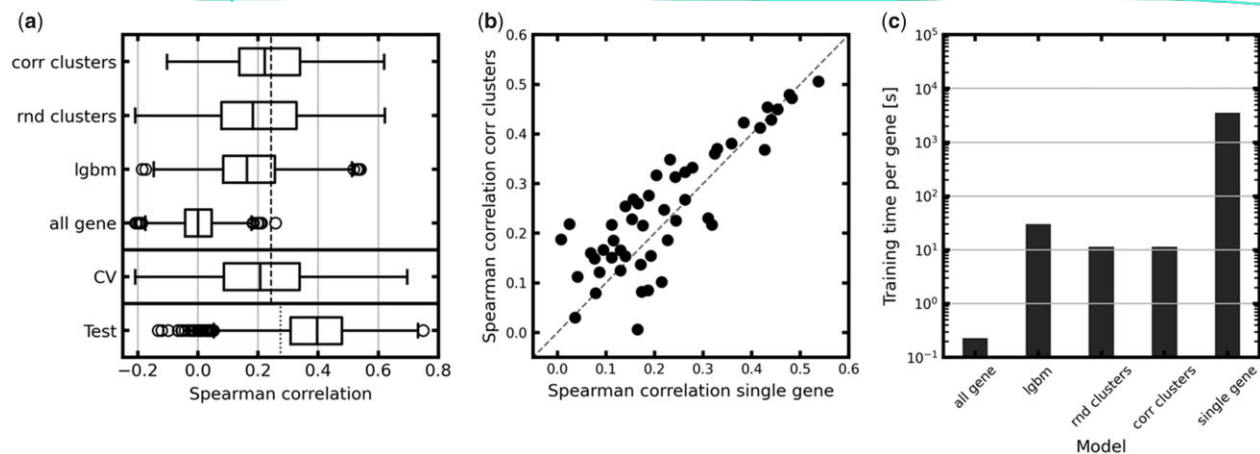 (a)
corr clusters
rnd clusters
lgbm
all gene
CV
Test
−0.2 0.0 0.2 0.4 0.6 0.8
Spearman correlation
(b)
Spearman correlation corr clusters
0.6
0.5
0.4
0.3
0.2
0.1
0.0
0.0 0.1 0.2 0.3 0.4 0.5 0.6
Spearman correlation single gene
(c)
Training time per gene [s]
10⁵
10⁴
10³
10²
10¹
10⁰
10⁻¹
all gene
lgbm
rnd clusters
corr clusters
single gene
Model